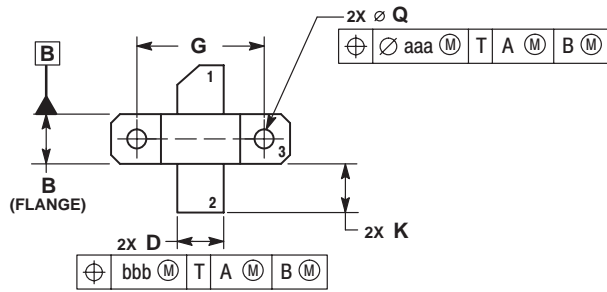 2X ⌀ Q
⌖ ⌀ aaa Ⓜ T A Ⓜ B Ⓜ
G
B
1
3
B
(FLANGE)
2
2X K
2X D
⌖ bbb Ⓜ T A Ⓜ B Ⓜ